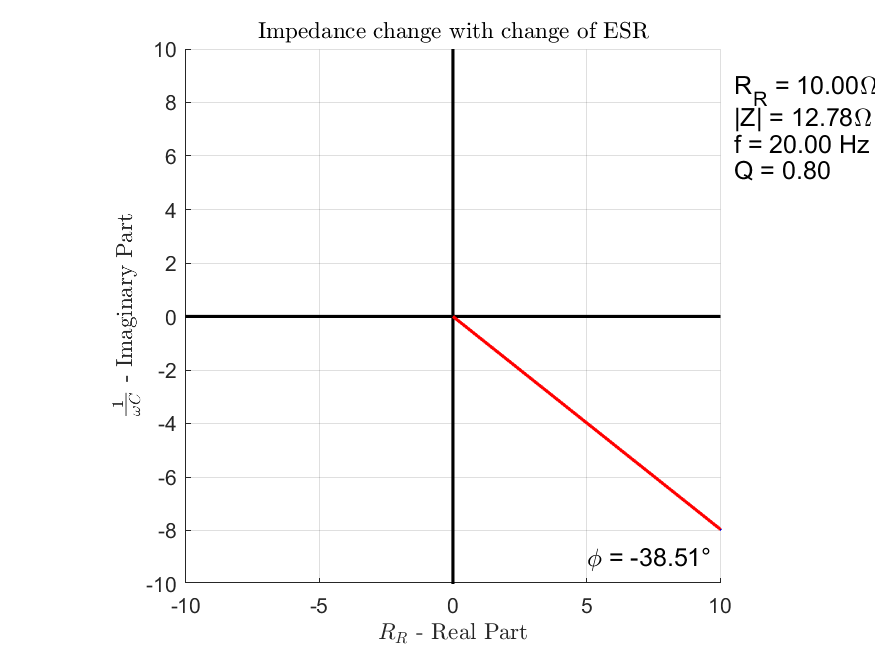 Impedance change with change of ESR
10
8
6
4
2
0
-2
-4
-6
-8
-10
-10
-5
0
5
10
1/ωC - Imaginary Part
R_R - Real Part
R_R = 10.00Ω
|Z| = 12.78Ω
f = 20.00 Hz
Q = 0.80
ϕ = -38.51°